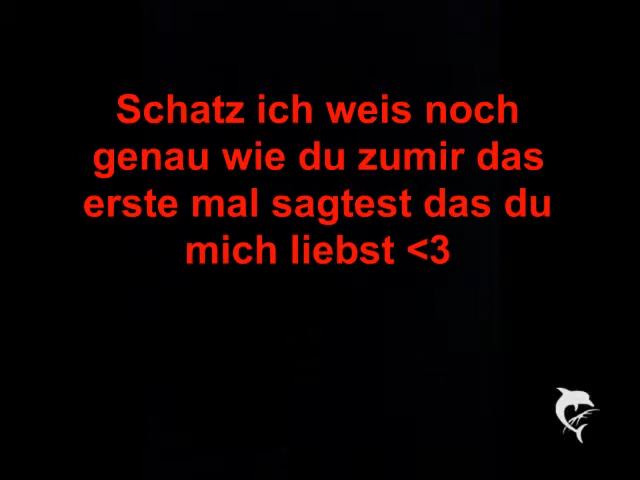 Schatz ich weis noch
genau wie du zumir das
erste mal sagtest das du
mich liebst <3